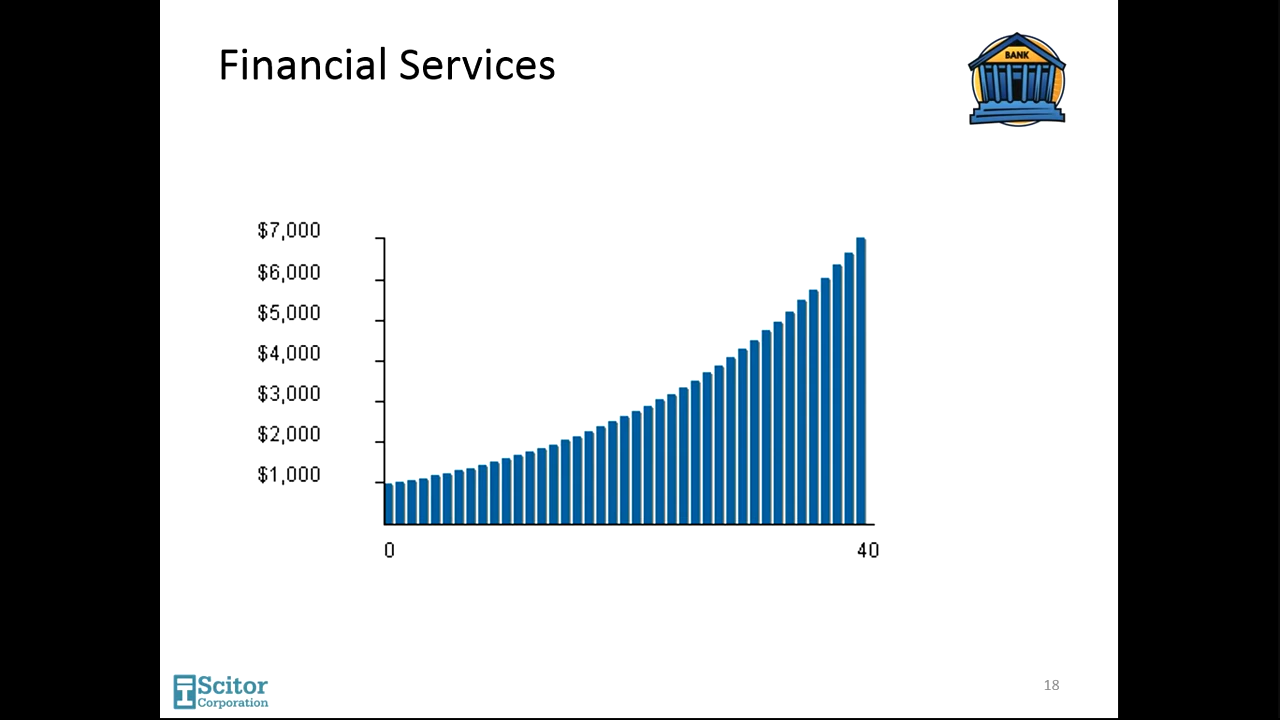 Financial Services
BANK
$7,000
$6,000
$5,000
$4,000
$3,000
$2,000
$1,000
0 40
Scitor
Corporation
18